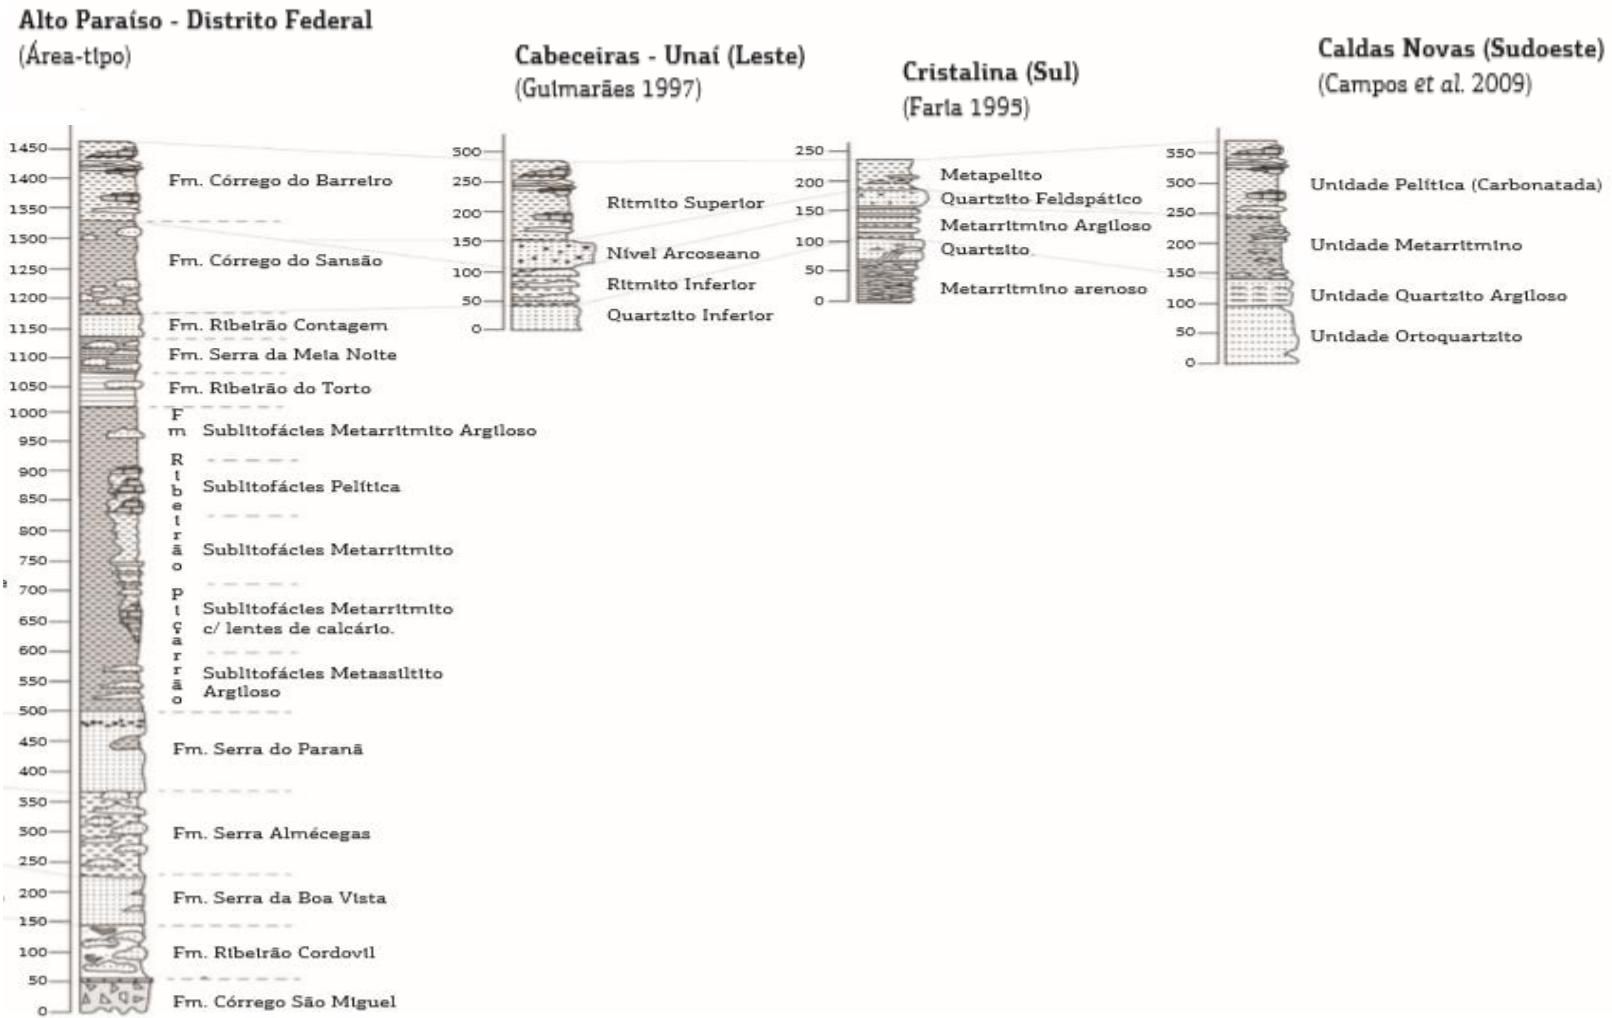 Alto Paraíso - Distrito Federal
(Área-tipo)
1450
1400
1350
1300
1250
1200
1150
1100
1050
1000
950
900
850
800
750
700
650
600
550
500
450
400
350
300
250
200
150
100
50
0
Fm. Córrego do Barreiro
Fm. Córrego do Sansão
Fm. Ribeirão Contagem
Fm. Serra da Meia Noite
Fm. Ribeirão do Torto
Fm Ribeirão Piçarrão
Sublitofácies Metarritmito Argiloso
Sublitofácies Pelítica
Sublitofácies Metarritmito
Sublitofácies Metarritmito
c/ lentes de calcário.
Sublitofácies Metassiltito
Argiloso
Fm. Serra do Paranã
Fm. Serra Almécegas
Fm. Serra da Boa Vista
Fm. Ribeirão Cordovil
Fm. Córrego São Miguel
Cabeceiras - Unaí (Leste)
(Guimarães 1997)
300
250
200
150
100
50
0
Ritmito Superior
Nível Arcoseano
Ritmito Inferior
Quartzito Inferior
Cristalina (Sul)
(Faria 1995)
250
200
150
100
50
0
Metapelito
Quartzito Feldspático
Metarritmino Argiloso
Quartzito
Metarritmino arenoso
Caldas Novas (Sudoeste)
(Campos et al. 2009)
350
300
250
200
150
100
50
0
Unidade Pelítica (Carbonatada)
Unidade Metarritmino
Unidade Quartzito Argiloso
Unidade Ortoquartzito